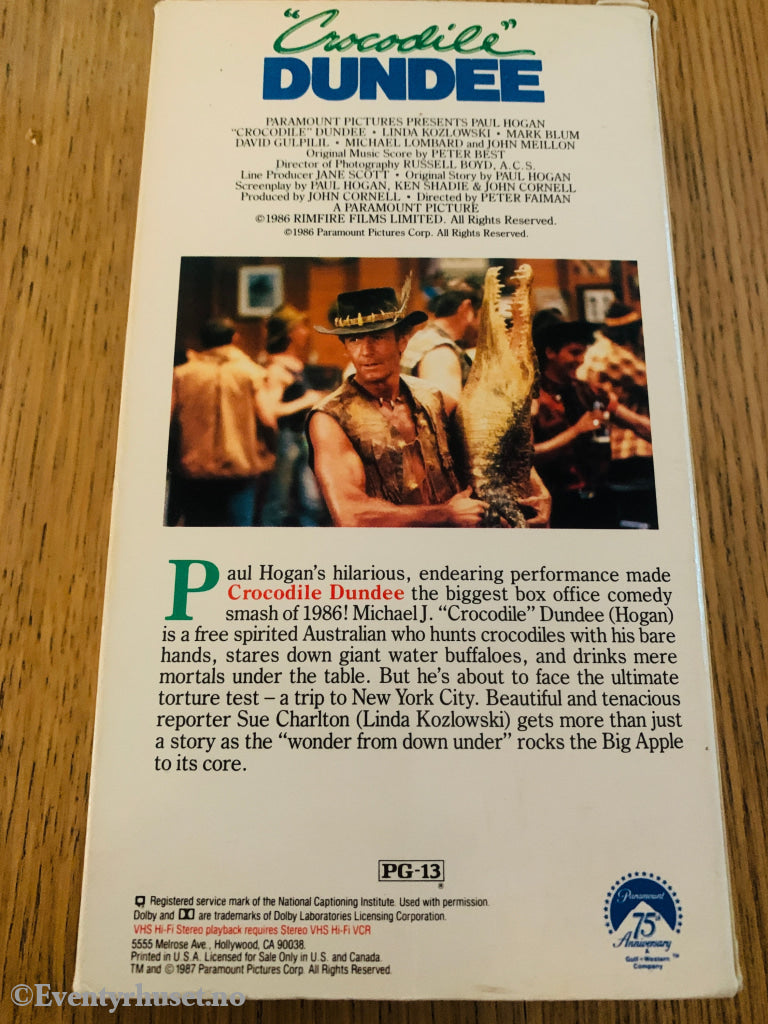 "Crocodile"
DUNDEE
PARAMOUNT PICTURES PRESENTS PAUL HOGAN
"CROCODILE" DUNDEE • LINDA KOZLOWSKI • MARK BLUM
DAVID GULPILIL • MICHAEL LOMBARD and JOHN MEILLON
Original Music Score by PETER BEST
Director of Photography RUSSELL BOYD, A.C.S.
Line Producer JANE SCOTT • Original Story by PAUL HOGAN
Screenplay by PAUL HOGAN, KEN SHADIE & JOHN CORNELL
Produced by JOHN CORNELL • Directed by PETER FAIMAN
A PARAMOUNT PICTURE
©1986 RIMFIRE FILMS LIMITED. All Rights Reserved.
©1986 Paramount Pictures Corp. All Rights Reserved.
Paul Hogan's hilarious, endearing performance made
Crocodile Dundee the biggest box office comedy
smash of 1986! Michael J. "Crocodile" Dundee (Hogan)
is a free spirited Australian who hunts crocodiles with his bare
hands, stares down giant water buffaloes, and drinks mere
mortals under the table. But he's about to face the ultimate
torture test – a trip to New York City. Beautiful and tenacious
reporter Sue Charlton (Linda Kozlowski) gets more than just
a story as the "wonder from down under" rocks the Big Apple
to its core.
PG-13
®
Registered service mark of the National Captioning Institute. Used with permission.
Dolby and are trademarks of Dolby Laboratories Licensing Corporation.
VHS Hi-Fi Stereo playback requires Stereo VHS Hi-Fi VCR
5555 Melrose Ave., Hollywood, CA 90038.
Printed in U.S.A. Licensed for Sale Only in U.S. and Canada.
TM and ©1987 Paramount Pictures Corp. All Rights Reserved.
Paramount
75th
Anniversary
A
Gulf+Western
Company
TM
©Eventyrhuset.no